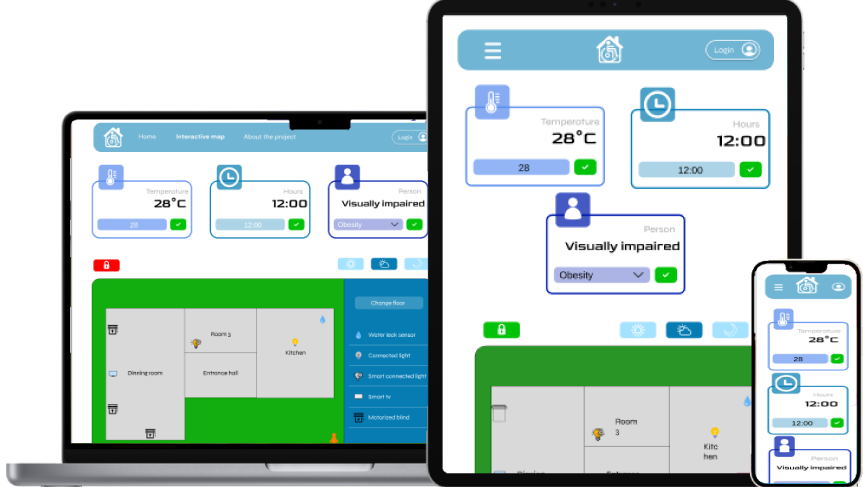 Home
Interactive map
About the project
Login
Temperature
28°C
28
Hours
12:00
12:00
Person
Visually impaired
Obesity
Change floor
Room 3
Kitchen
Dinning room
Entrance hall
Water lack sensor
Connected light
Smart connected light
Smart tv
Motorized blind
Login
Temperature
28°C
28
Hours
12:00
12:00
Person
Visually impaired
Obesity
Room
3
Kitc
hen
Temperature
28°C
28
Hours
12:00
12:00
Person
Visually impaired